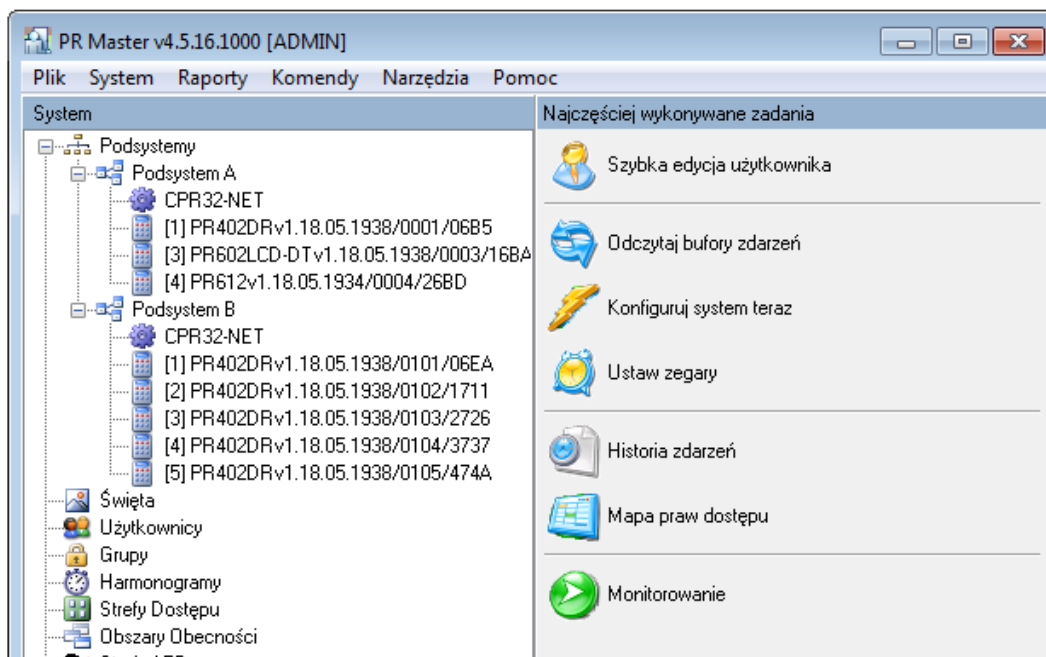 PR Master v4.5.16.1000 [ADMIN]
Plik System Raporty Komendy Narzędzia Pomoc
System
Podsystemy
Podsystem A
CPR32-NET
[1] PR402DRv1.18.05.1938/0001/06B5
[3] PR602LCD-DTv1.18.05.1938/0003/16BA
[4] PR612v1.18.05.1934/0004/26BD
Podsystem B
CPR32-NET
[1] PR402DRv1.18.05.1938/0101/06EA
[2] PR402DRv1.18.05.1938/0102/1711
[3] PR402DRv1.18.05.1938/0103/2726
[4] PR402DRv1.18.05.1938/0104/3737
[5] PR402DRv1.18.05.1938/0105/474A
Święta
Użytkownicy
Grupy
Harmonogramy
Strefy Dostępu
Obszary Obecności
Najczęściej wykonywane zadania
Szybka edycja użytkownika
Odczytaj bufory zdarzeń
Konfiguruj system teraz
Ustaw zegary
Historia zdarzeń
Mapa praw dostępu
Monitorowanie